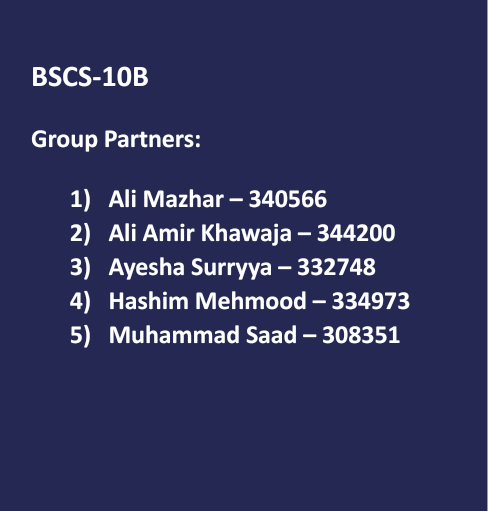 BSCS-10B
Group Partners:
1) Ali Mazhar – 340566
2) Ali Amir Khawaja – 344200
3) Ayesha Surryya – 332748
4) Hashim Mehmood – 334973
5) Muhammad Saad – 308351